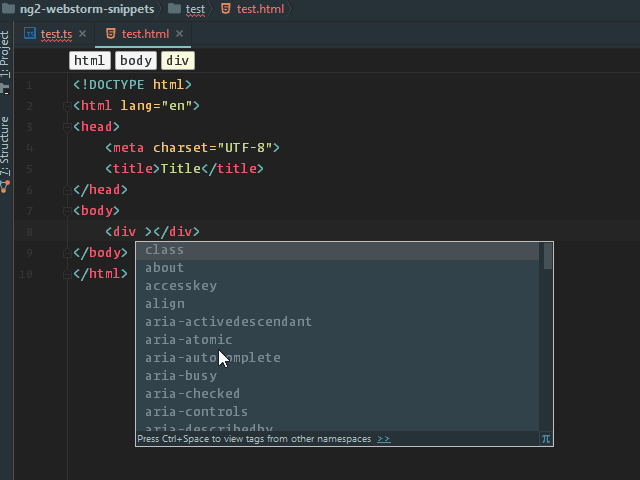 ng2-webstorm-snippets test test.html
test.ts test.html
1: Project
7: Structure
html body div
1 <!DOCTYPE html>
2 <html lang="en">
3 <head>
4 <meta charset="UTF-8">
5 <title>Title</title>
6 </head>
7 <body>
8 <div ></div>
9 </body>
10 </html>
class
about
accesskey
align
aria-activedescendant
aria-atomic
aria-autocomplete
aria-busy
aria-checked
aria-controls
aria-describedby
Press Ctrl+Space to view tags from other namespaces >> π